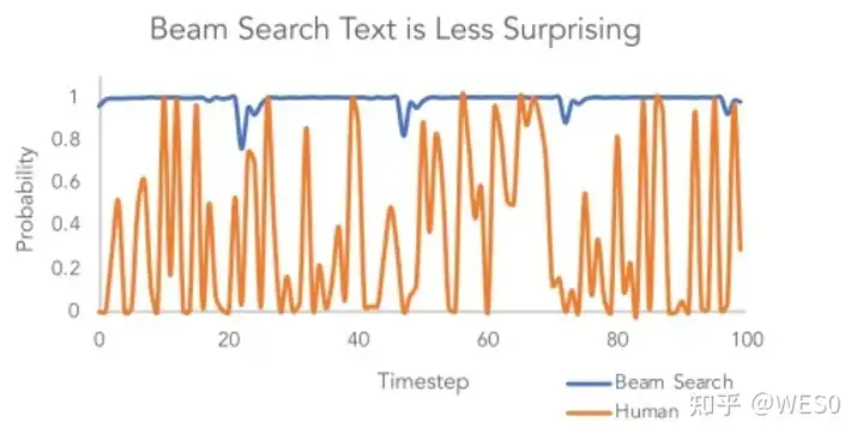 Beam Search Text is Less Surprising
1
0.8
0.6
0.4
0.2
0
Probability
0 20 40 60 80 100
Timestep
Beam Search
Human
知乎 @WES0